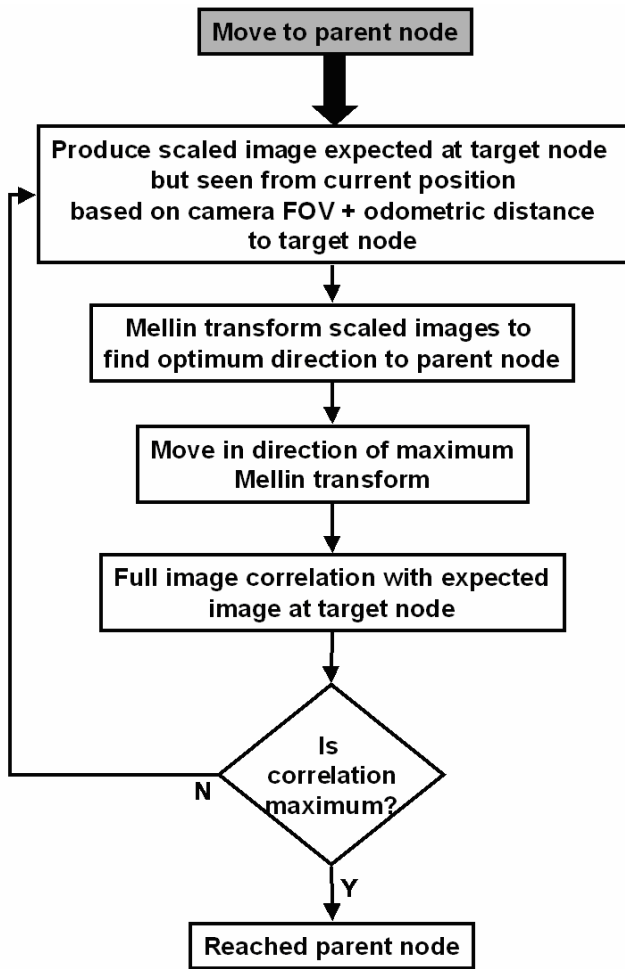 Move to parent node
Produce scaled image expected at target node
but seen from current position
based on camera FOV + odometric distance
to target node
Mellin transform scaled images to
find optimum direction to parent node
Move in direction of maximum
Mellin transform
Full image correlation with expected
image at target node
Is
correlation
maximum?
N
Y
Reached parent node